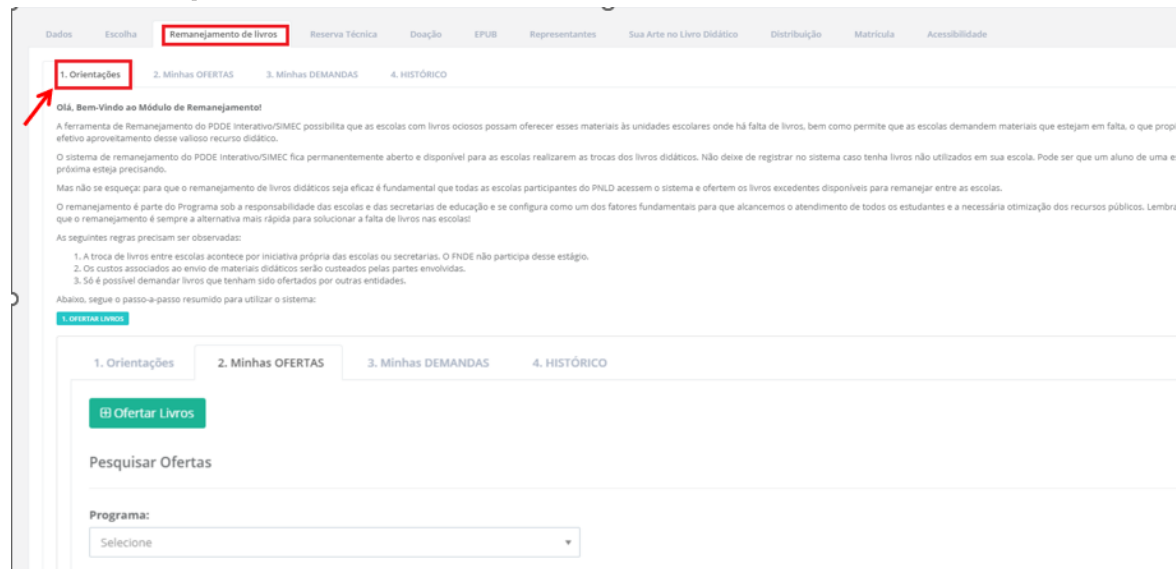 Dados Escolha Remanejamento de livros Reserva Técnica Doação EPUB Representantes Sua Arte no Livro Didático Distribuição Matrícula Acessibilidade
1. Orientações 2. Minhas OFERTAS 3. Minhas DEMANDAS 4. HISTÓRICO
Olá, Bem-Vindo ao Módulo de Remanejamento!
A ferramenta de Remanejamento do PDDE Interativo/SIMEC possibilita que as escolas com livros ociosos possam oferecer esses materiais às unidades escolares onde há falta de livros, bem como permite que as escolas demandem materiais que estejam em falta, o que propi
efetivo aproveitamento desse valioso recurso didático.
O sistema de remanejamento do PDDE Interativo/SIMEC fica permanentemente aberto e disponível para as escolas realizarem as trocas dos livros didáticos. Não deixe de registrar no sistema caso tenha livros não utilizados em sua escola. Pode ser que um aluno de uma es
próxima esteja precisando.
Mas não se esqueça: para que o remanejamento de livros didáticos seja eficaz é fundamental que todas as escolas participantes do PNLD acessem o sistema e ofertem os livros excedentes disponíveis para remanejar entre as escolas.
O remanejamento é parte do Programa sob a responsabilidade das escolas e das secretarias de educação e se configura como um dos fatores fundamentais para que alcancemos o atendimento de todos os estudantes e a necessária otimização dos recursos públicos. Lembra
que o remanejamento é sempre a alternativa mais rápida para solucionar a falta de livros nas escolas!
As seguintes regras precisam ser observadas:
1. A troca de livros entre escolas acontece por iniciativa própria das escolas ou secretarias. O FNDE não participa desse estágio.
2. Os custos associados ao envio de materiais didáticos serão custeados pelas partes envolvidas.
3. Só é possível demandar livros que tenham sido ofertados por outras entidades.
Abaixo, segue o passo-a-passo resumido para utilizar o sistema:
1. OFERTAR LIVROS
1. Orientações 2. Minhas OFERTAS 3. Minhas DEMANDAS 4. HISTÓRICO
Ofertar Livros
Pesquisar Ofertas
Programa:
Selecione